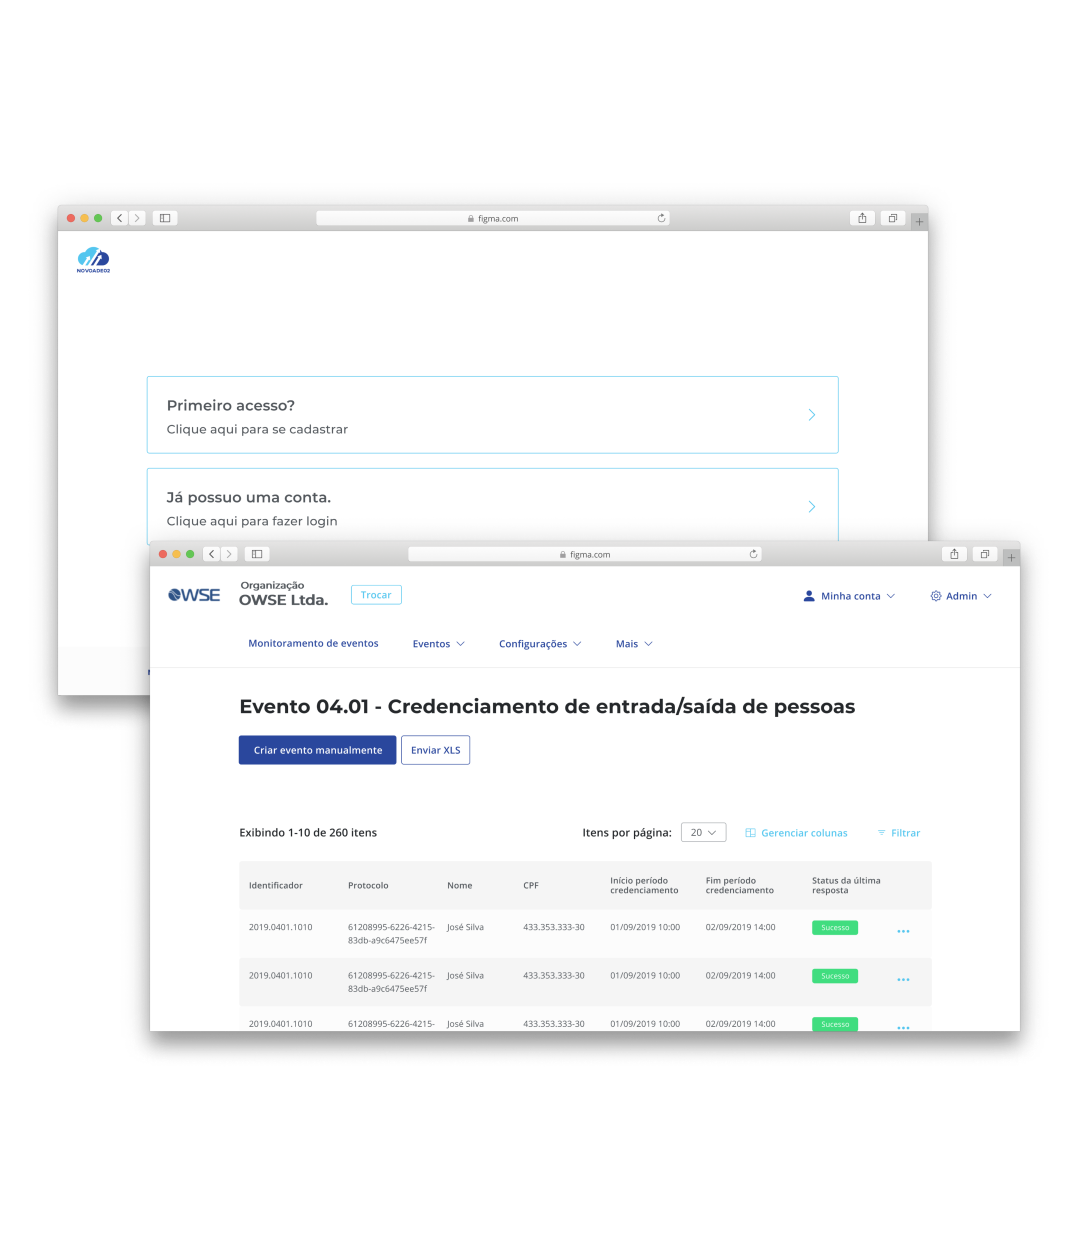 figma.com
NOVOADE02
Primeiro acesso?
Clique aqui para se cadastrar
Já possuo uma conta.
Clique aqui para fazer login
figma.com
OWSE
Organização
OWSE Ltda.
Trocar
Minha conta
Admin
Monitoramento de eventos
Eventos
Configurações
Mais
Evento 04.01 - Credenciamento de entrada/saída de pessoas
Criar evento manualmente
Enviar XLS
Exibindo 1-10 de 260 itens
Itens por página:
20
Gerenciar colunas
Filtrar
Identificador
Protocolo
Nome
CPF
Início período
credenciamento
Fim período
credenciamento
Status da última
resposta
2019.0401.1010
61208995-6226-4215-
83db-a9c6475ee57f
José Silva
433.353.333-30
01/09/2019 10:00
02/09/2019 14:00
Sucesso
2019.0401.1010
61208995-6226-4215-
83db-a9c6475ee57f
José Silva
433.353.333-30
01/09/2019 10:00
02/09/2019 14:00
Sucesso
2019.0401.1010
61208995-6226-4215-
José Silva
433.353.333-30
01/09/2019 10:00
02/09/2019 14:00
Sucesso